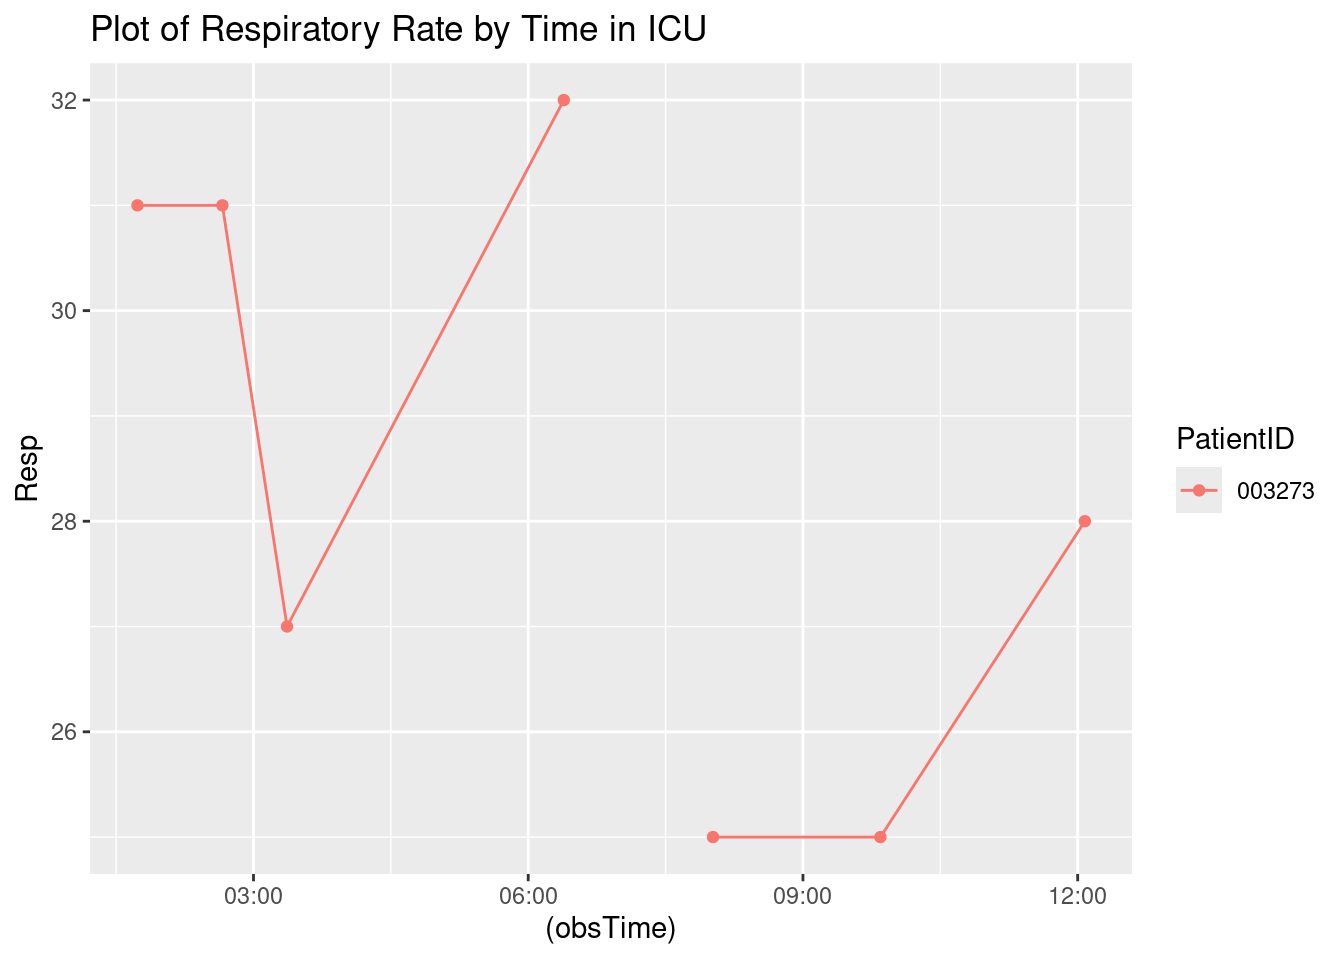 Plot of Respiratory Rate by Time in ICU
32
30
28
26
Resp
03:00
06:00
09:00
12:00
(obsTime)
PatientID
003273